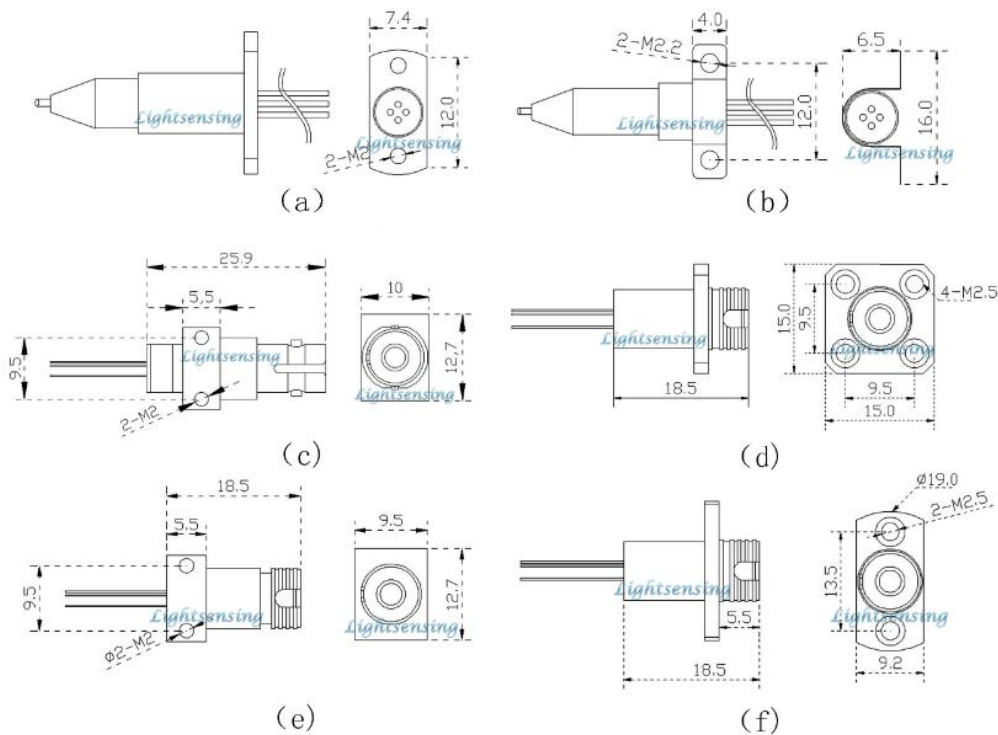 7.4
12.0
2-M2
Lightsensing
Lightsensing
(a)
4.0
2-M2.2
12.0
6.5
16.0
Lightsensing
Lightsensing
(b)
25.9
5,5
9.5
2-M2
Lightsensing
10
12,7
Lightsensing
(c)
15.0
9.5
4-M2.5
18.5
9.5
15.0
Lightsensing
Lightsensing
(d)
18.5
5.5
9.5
ø2-M2
Lightsensing
9.5
12.7
Lightsensing
(e)
ø19.0
2-M2.5
13.5
5.5
18.5
9.2
Lightsensing
Lightsensing
(f)